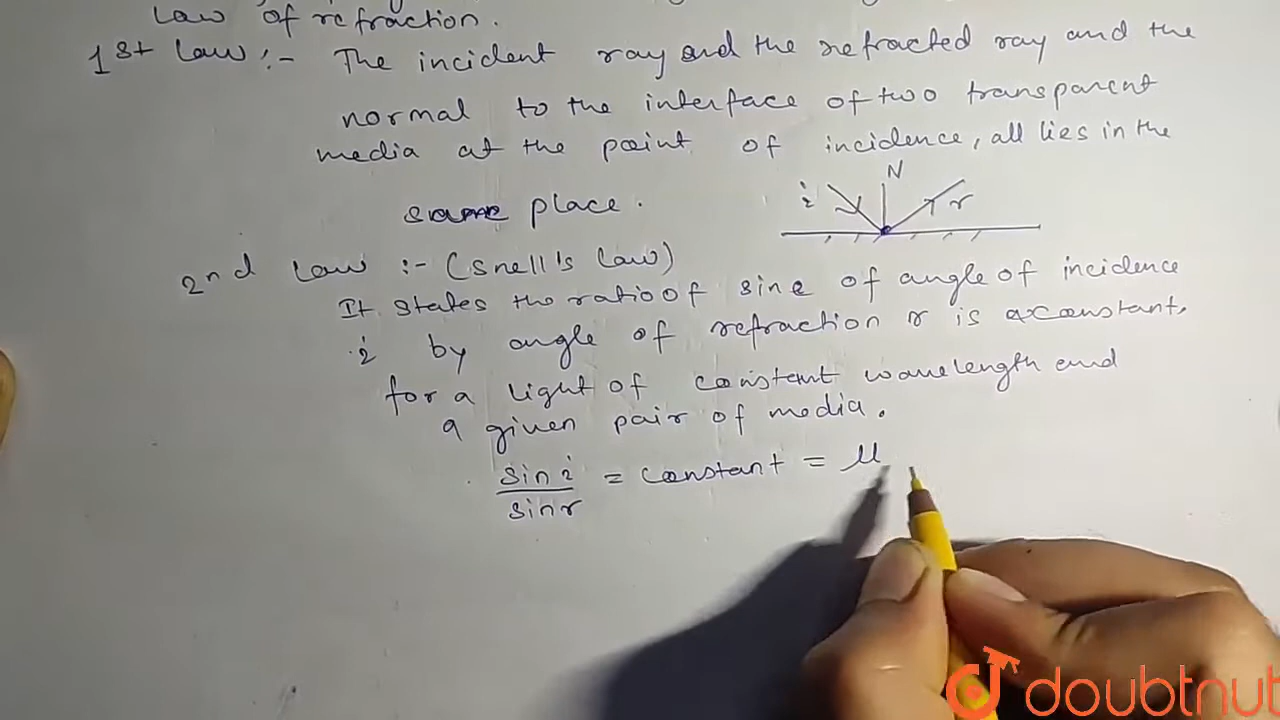 Law of refraction.
1st Law :- The incident ray and the refracted ray and the
normal to the interface of two transparent
media at the point of incidence, all lies in the
same place.
N
i
r
2nd Law :- (Snell's Law)
It states the ratio of sine of angle of incidence
i by angle of refraction r is a constant,
for a light of constant wavelength and
a given pair of media.
sin i = constant = μ
sin r
doubtnut